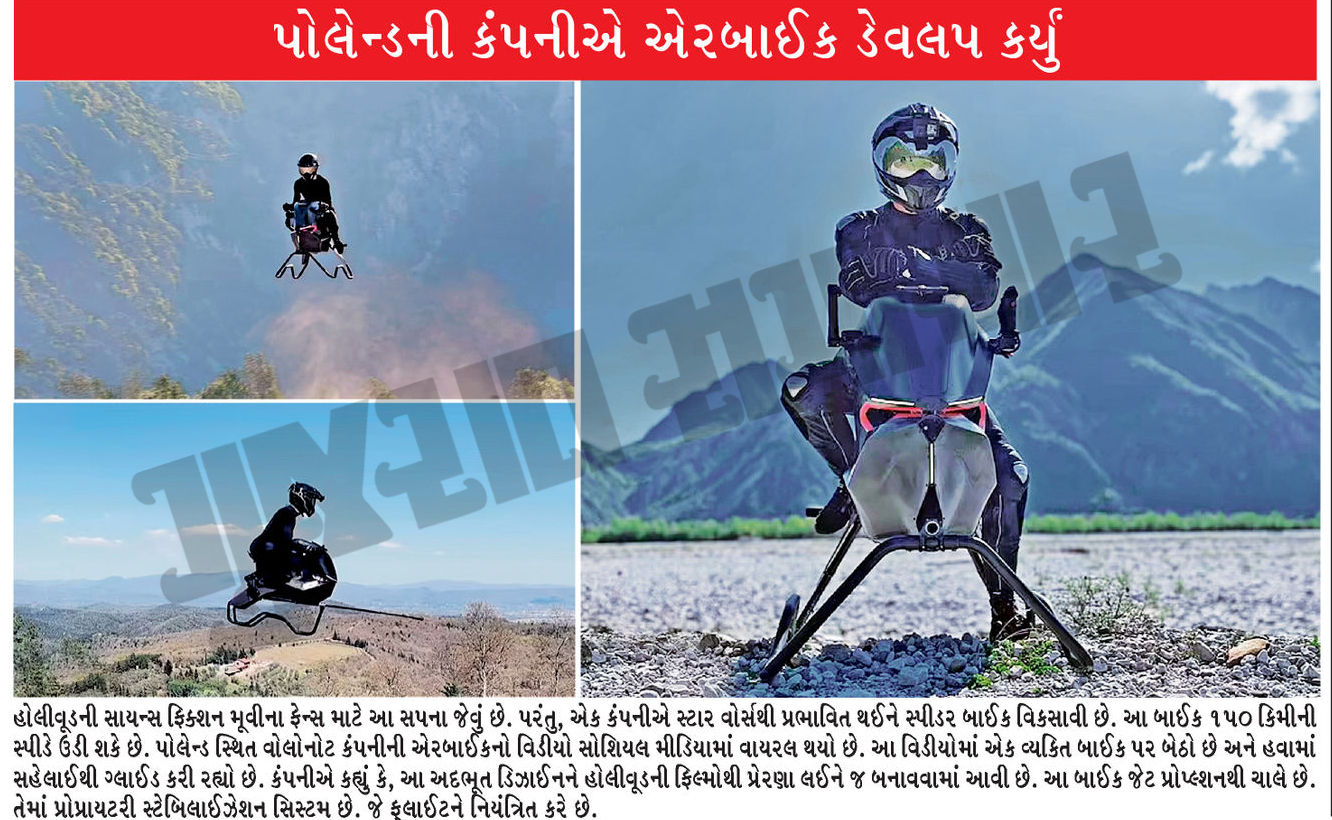 પોલેન્ડની કંપનીએ એરબાઈક ડેવલપ કર્યું
ગુજરાત સમાચાર
હોલીવૂડની સાયન્સ ફિક્શન મૂવીના ફેન્સ માટે આ સપના જેવું છે. પરંતુ, એક કંપનીએ સ્ટાર વોર્સથી પ્રભાવિત થઈને સ્પીડર બાઈક વિકસાવી છે. આ બાઈક ૧૫૦ કિમીની
સ્પીડે ઉડી શકે છે. પોલેન્ડ સ્થિત વોલોનોટ કંપનીની એરબાઈકનો વિડીયો સોશિયલ મીડિયામાં વાયરલ થયો છે. આ વિડીયોમાં એક વ્યકિત બાઈક પર બેઠો છે અને હવામાં
સહેલાઈથી ગ્લાઈડ કરી રહ્યો છે. કંપનીએ કહ્યું કે, આ અદભૂત ડિઝાઈનને હોલીવૂડની ફિલ્મોથી પ્રેરણા લઈને જ બનાવવામાં આવી છે. આ બાઈક જેટ પ્રોપ્લ્શનથી ચાલે છે.
તેમાં પ્રોપ્રાયટરી સ્ટેબિલાઈઝેશન સિસ્ટમ છે. જે ફ્લાઈટને નિયંત્રિત કરે છે.